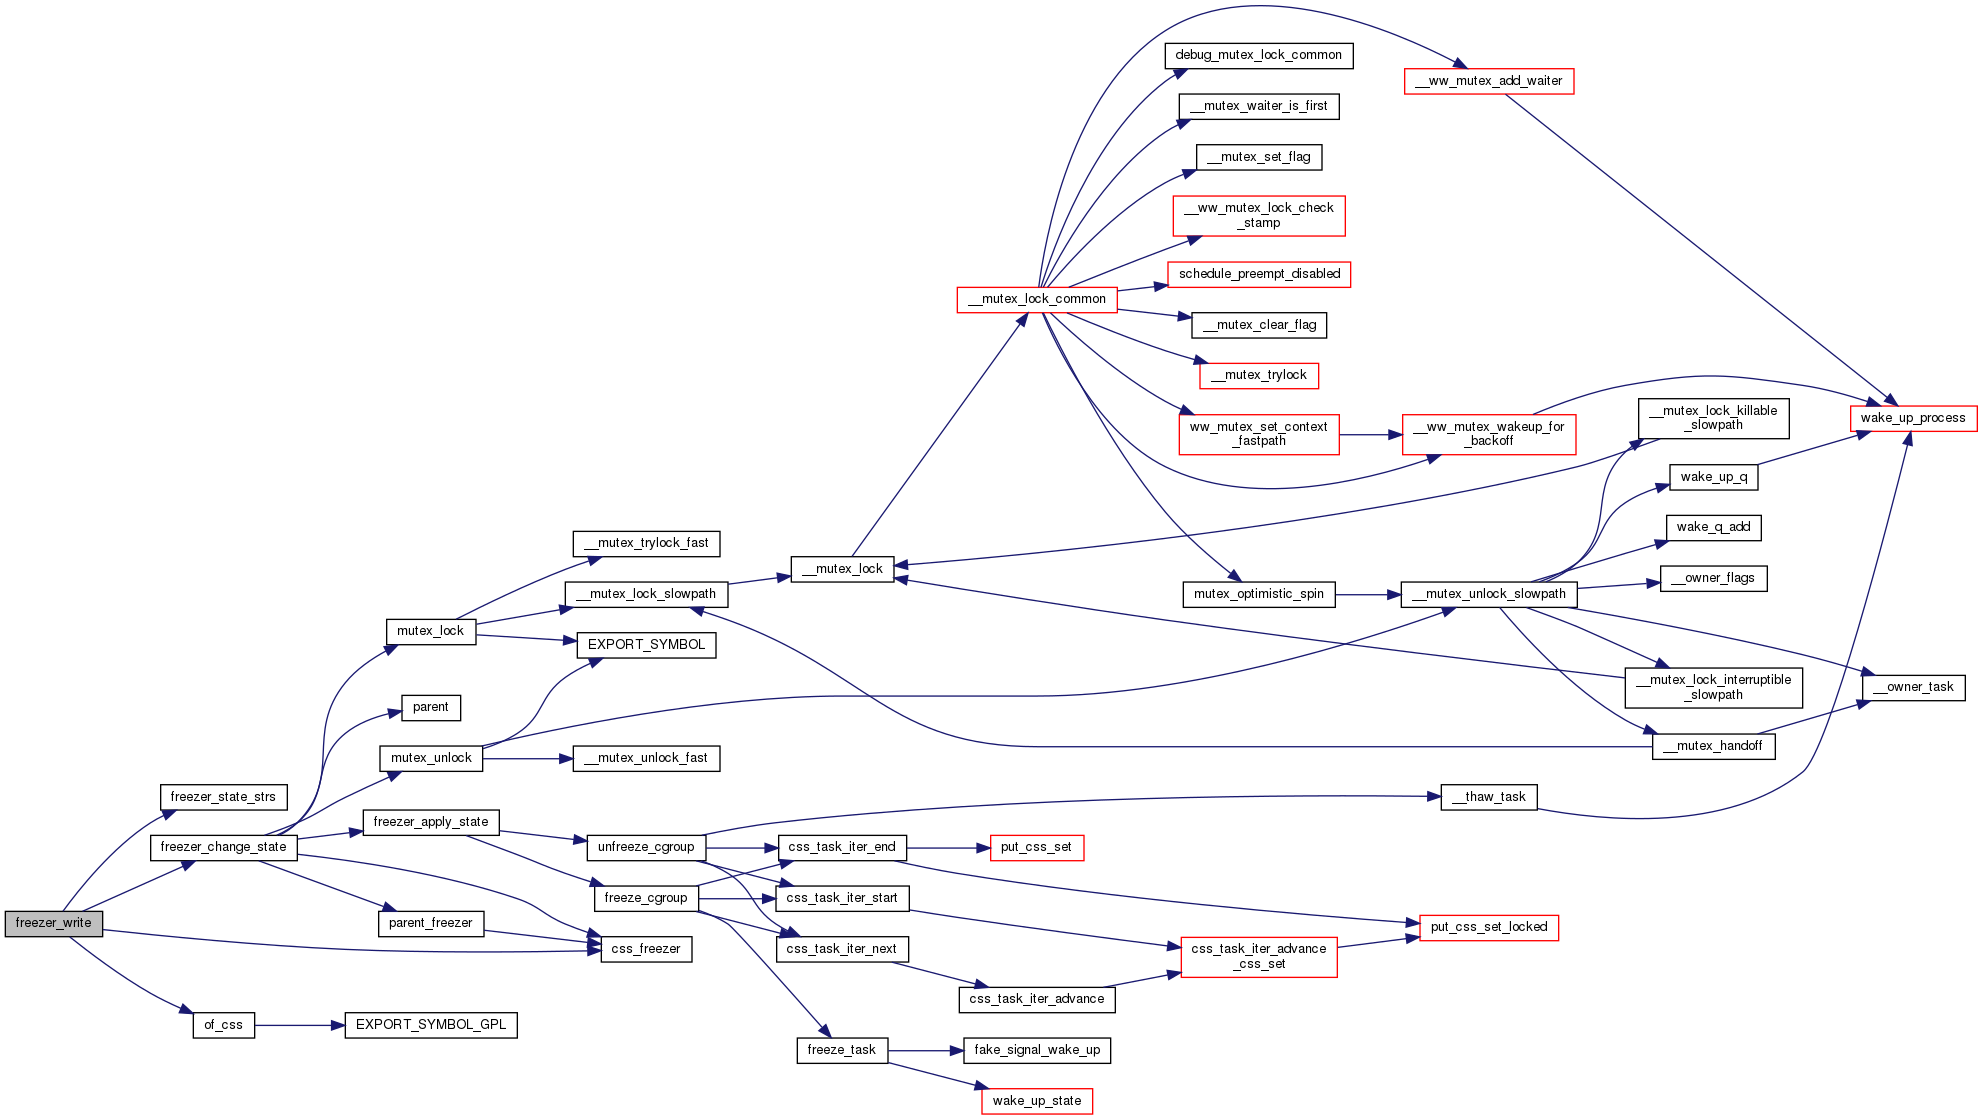 debug_mutex_lock_common
__ww_mutex_add_waiter
__mutex_waiter_is_first
__mutex_set_flag
__ww_mutex_lock_check
_stamp
schedule_preempt_disabled
__mutex_lock_common
__mutex_clear_flag
__mutex_trylock
ww_mutex_set_context
_fastpath
__ww_mutex_wakeup_for
_backoff
__mutex_lock_killable
_slowpath
wake_up_process
wake_up_q
wake_q_add
__mutex_trylock_fast
__mutex_lock
__owner_flags
__mutex_lock_slowpath
mutex_optimistic_spin
__mutex_unlock_slowpath
mutex_lock
EXPORT_SYMBOL
__mutex_lock_interruptible
_slowpath
__owner_task
parent
__mutex_handoff
mutex_unlock
__mutex_unlock_fast
freezer_state_strs
__thaw_task
freezer_apply_state
freezer_change_state
unfreeze_cgroup
css_task_iter_end
put_css_set
freeze_cgroup
css_task_iter_start
freezer_write
parent_freezer
put_css_set_locked
css_freezer
css_task_iter_next
css_task_iter_advance
_css_set
css_task_iter_advance
of_css
EXPORT_SYMBOL_GPL
freeze_task
fake_signal_wake_up
wake_up_state